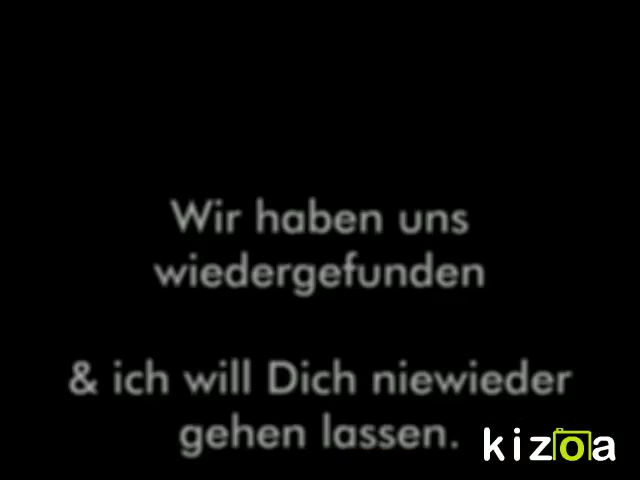 Wir haben uns
wiedergefunden
& ich will Dich niewieder
gehen lassen.
kizoa